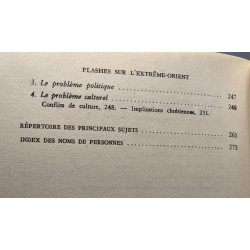 FLASHES SUR L'EXTRÊME-ORIENT
3. Le problème politique 247
4. Le problème culturel 248
Conflits de culture, 248. — Implications chrétiennes, 251.
RÉPERTOIRE DES PRINCIPAUX SUJETS 261
INDEX DES NOMS DE PERSONNES 273